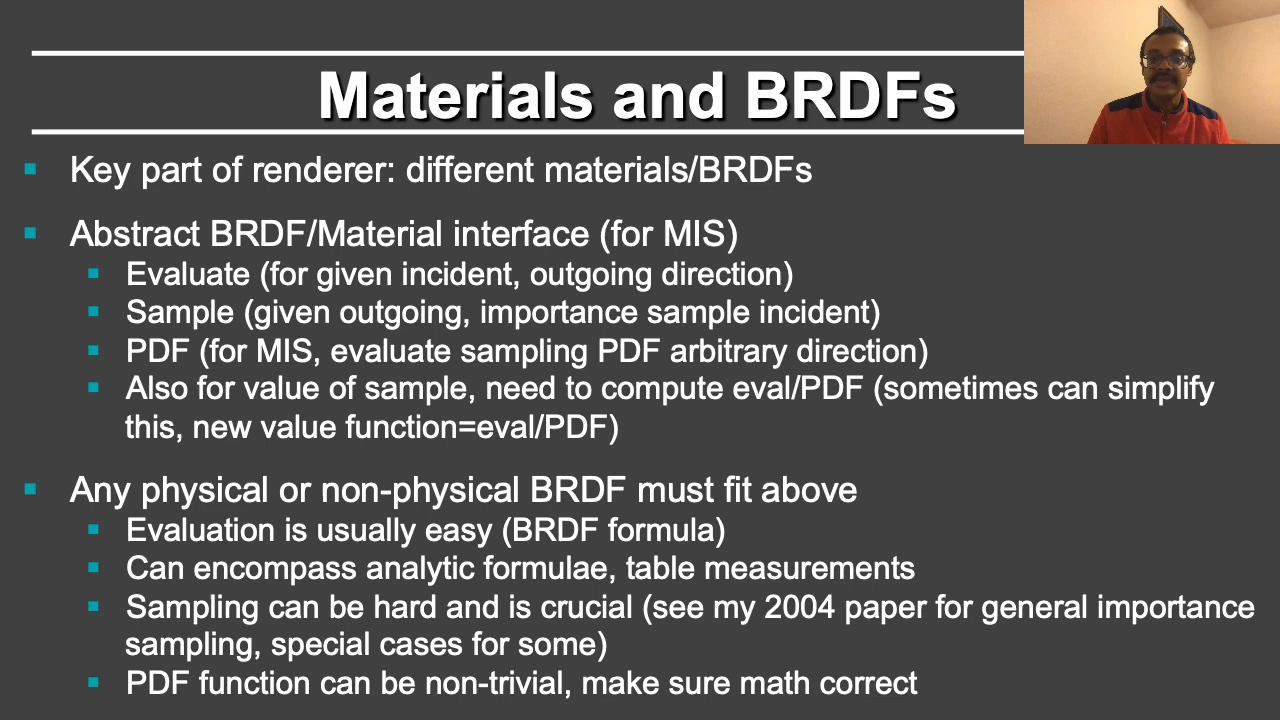 Materials and BRDFs
Key part of renderer: different materials/BRDFs
Abstract BRDF/Material interface (for MIS)
Evaluate (for given incident, outgoing direction)
Sample (given outgoing, importance sample incident)
PDF (for MIS, evaluate sampling PDF arbitrary direction)
Also for value of sample, need to compute eval/PDF (sometimes can simplify
this, new value function=eval/PDF)
Any physical or non-physical BRDF must fit above
Evaluation is usually easy (BRDF formula)
Can encompass analytic formulae, table measurements
Sampling can be hard and is crucial (see my 2004 paper for general importance
sampling, special cases for some)
PDF function can be non-trivial, make sure math correct